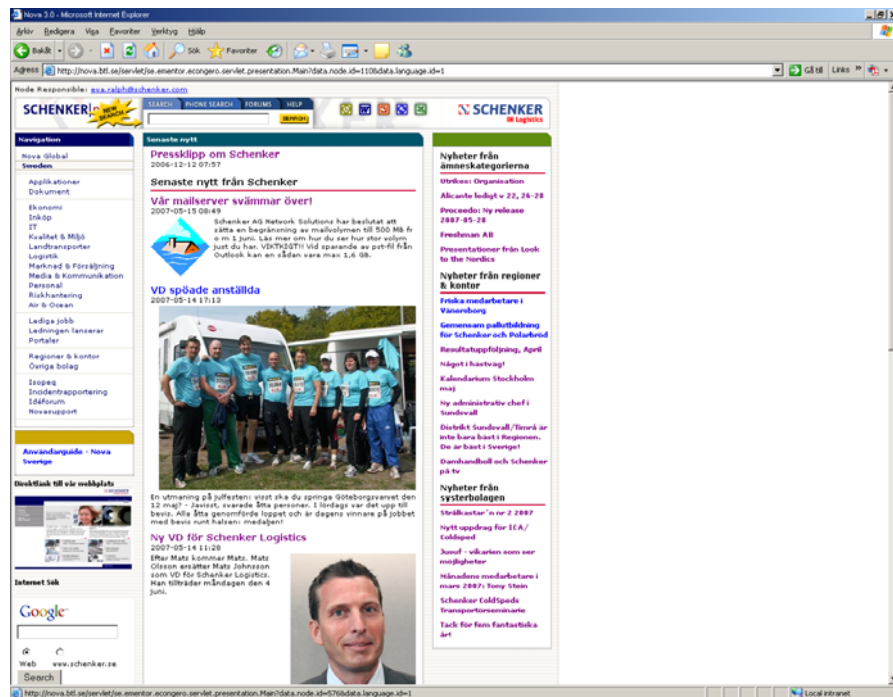 Nova 3.0 - Microsoft Internet Explorer
Arkiv Redigera Visa Favoriter Verktyg Hjälp
Bakåt Sök Favoriter
Adress http://nova.btl.se/servlet/se.ementor.econgero.servlet.presentation.Main?data.node.id=110&data.language.id=1 Gå till Links
Node Responsible: eva.ralph@schenker.com
SCHENKER
NEW SEARCH
SEARCH PHONE SEARCH FORUMS HELP
SEARCH
SCHENKER
Logistics
Navigation
Nova Global
Sweden
Applikationer
Dokument
Ekonomi
Inköp
IT
Kvalitet & Miljö
Landtransporter
Logistik
Marknad & Försäljning
Media & Kommunikation
Personal
Riskhantering
Air & Ocean
Lediga jobb
Ledningen lanserar
Portaler
Regioner & kontor
Övriga bolag
Isopeq
Incidentrapportering
Idéforum
Novasupport
Användarguide - Nova
Sverige
Direktlänk till vår webbplats
Internet Sök
Google
Web www.schenker.se
Search
Senaste nytt
Pressklipp om Schenker
2006-12-12 07:57
Senaste nytt från Schenker
Vår mailserver svämmar över!
2007-05-15 08:49
Schenker AG Network Solutions har beslutat att
sätta en begränsning av mailvolymen till 500 MB fr
o m 1 juni. Läs mer om hur du ser hur stor volym
just du har. VIKTIGT!! Vid sparande av pst-fil från
Outlook kan en sådan vara max 1,6 GB.
VD spöade anställda
2007-05-14 17:13
En utmaning på julfesten: visst ska du springa Göteborgsvarvet den
12 maj? - Javisst, svarade åtta personer. I lördags var det upp till
bevis. Alla åtta genomförde loppet och är dagens vinnare på jobbet
med bevis runt halsen: medaljen!
Ny VD för Schenker Logistics
2007-05-14 11:28
Efter Mats kommer Mats. Mats
Olsson ersätter Mats Johnsson
som VD för Schenker Logistics.
Han tillträder måndagen den 4
juni.
Nyheter från
ämneskategorierna
Utrikes: Organisation
Alicante ledigt v 22, 26-28
Proceedo: Ny release
2007-05-28
Freshman AB
Presentationer från Look
to the Nordics
Nyheter från regioner
& kontor
Friska medarbetare i
Vänersborg
Gemensam pallutbildning
för Schenker och Polarbröd
Resultatuppföljning, April
Något i hästväg!
Kalendarium Stockholm
maj
Ny administrativ chef i
Sundsvall
Distrikt Sundsvall/Timrå är
inte bara bäst i Regionen.
De är bäst i Sverige!
Damhandboll och Schenker
på tv
Nyheter från
systerbolagen
Strålkastar´n nr 2 2007
Nytt uppdrag för ICA/
Coldsped
Jusuf - vikarien som ser
möjligheter
Månadens medarbetare i
mars 2007: Tony Stein
Schenker ColdSpeds
Transportörseminarie
Tack för fem fantastiska
år!
http://nova.btl.se/servlet/se.ementor.econgero.servlet.presentation.Main?data.node.id=576&data.language.id=1 Local intranet